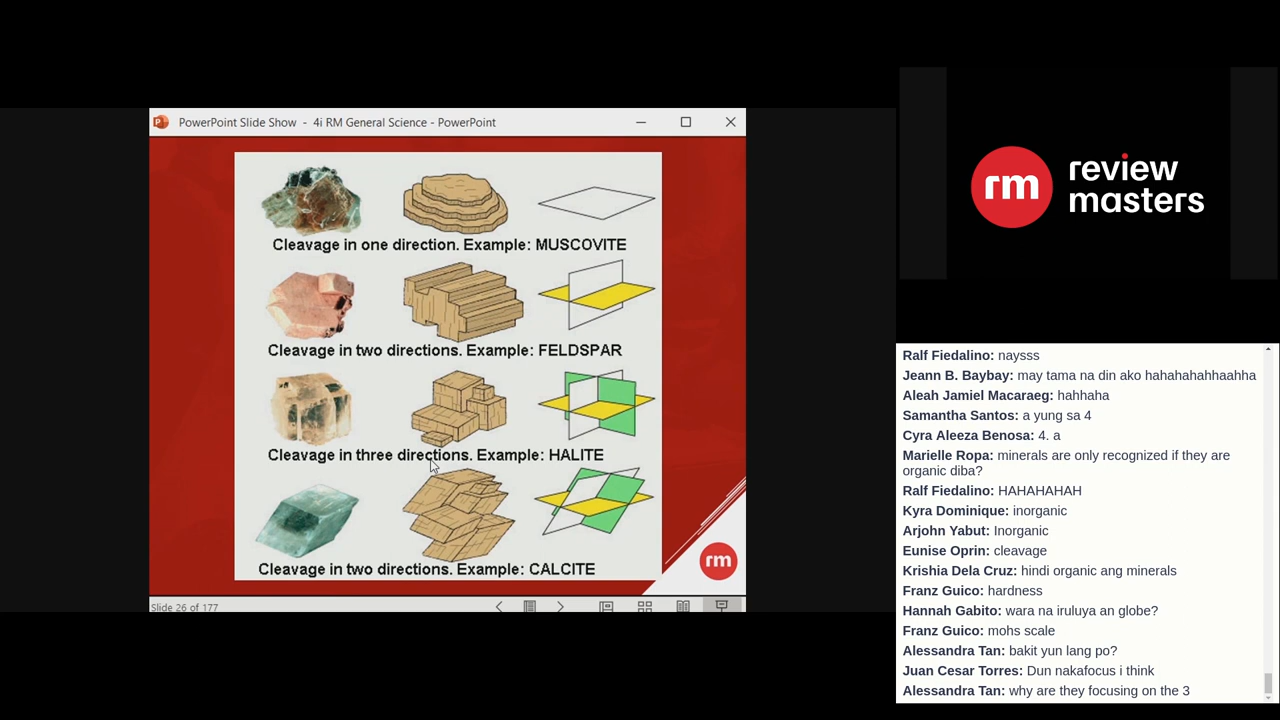 PowerPoint Slide Show - 4i RM General Science - PowerPoint
Cleavage in one direction. Example: MUSCOVITE
Cleavage in two directions. Example: FELDSPAR
Cleavage in three directions. Example: HALITE
Cleavage in two directions. Example: CALCITE
rm
Slide 26 of 177
rm
review
masters
Ralf Fiedalino: naysss
Jeann B. Baybay: may tama na din ako hahahahahhaahha
Aleah Jamiel Macaraeg: hahhaha
Samantha Santos: a yung sa 4
Cyra Aleeza Benosa: 4. a
Marielle Ropa: minerals are only recognized if they are
organic diba?
Ralf Fiedalino: HAHAHAHAH
Kyra Dominique: inorganic
Arjohn Yabut: Inorganic
Eunise Oprin: cleavage
Krishia Dela Cruz: hindi organic ang minerals
Franz Guico: hardness
Hannah Gabito: wara na iruluya an globe?
Franz Guico: mohs scale
Alessandra Tan: bakit yun lang po?
Juan Cesar Torres: Dun nakafocus i think
Alessandra Tan: why are they focusing on the 3